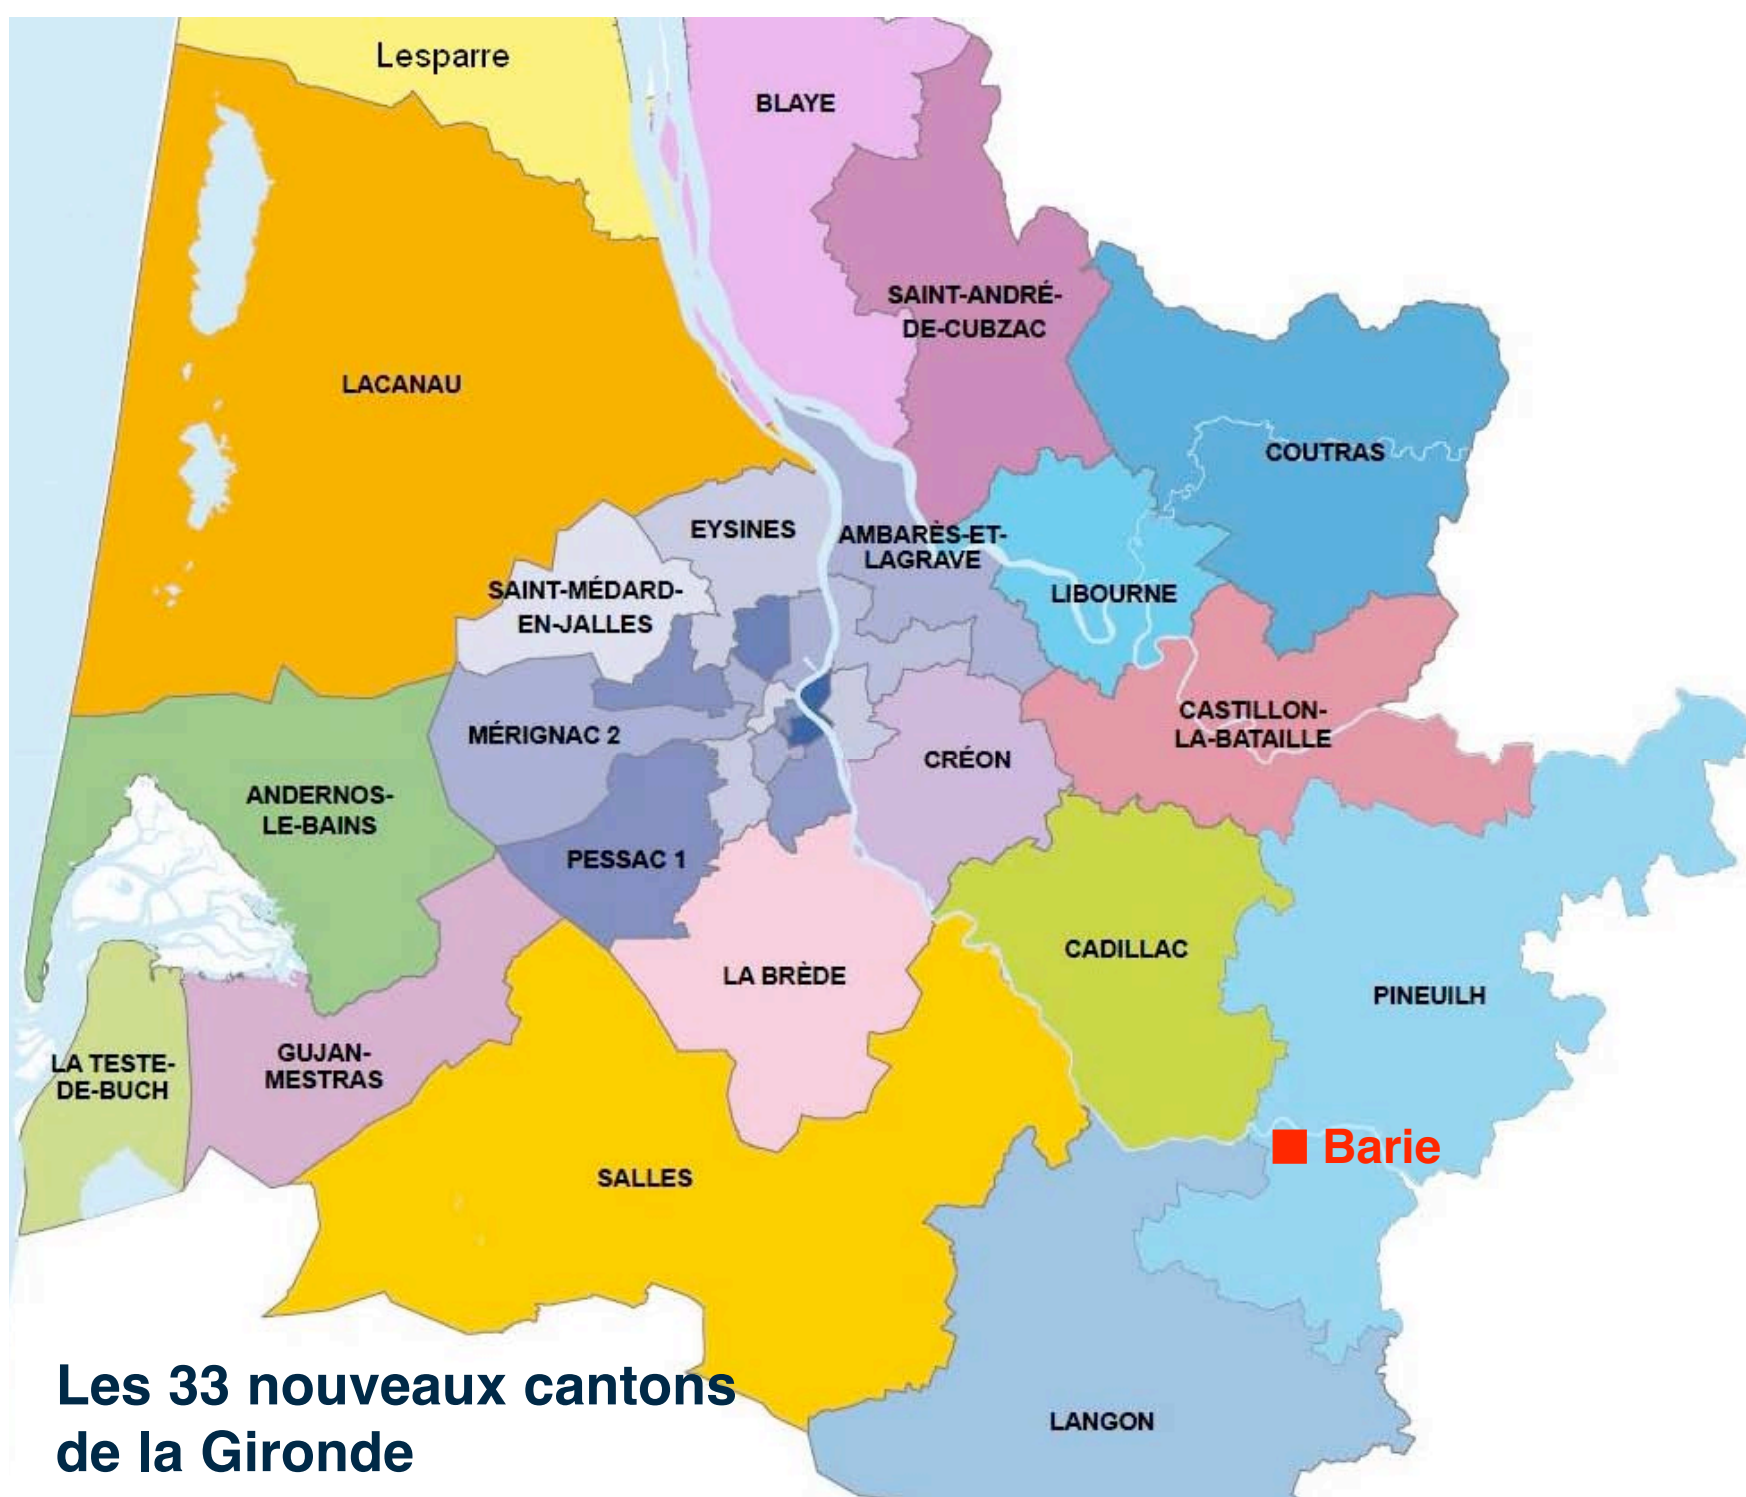 Lesparre
BLAYE
SAINT-ANDRÉ-
DE-CUBZAC
LACANAU
COUTRAS
EYSINES
AMBARÈS-ET-
LAGRAVE
SAINT-MÉDARD-
EN-JALLES
LIBOURNE
MÉRIGNAC 2
CASTILLON-
LA-BATAILLE
CRÉON
ANDERNOS-
LE-BAINS
PESSAC 1
CADILLAC
LA BRÈDE
PINEUILH
GUJAN-
MESTRAS
LA TESTE-
DE-BUCH
Barie
SALLES
Les 33 nouveaux cantons
de la Gironde
LANGON